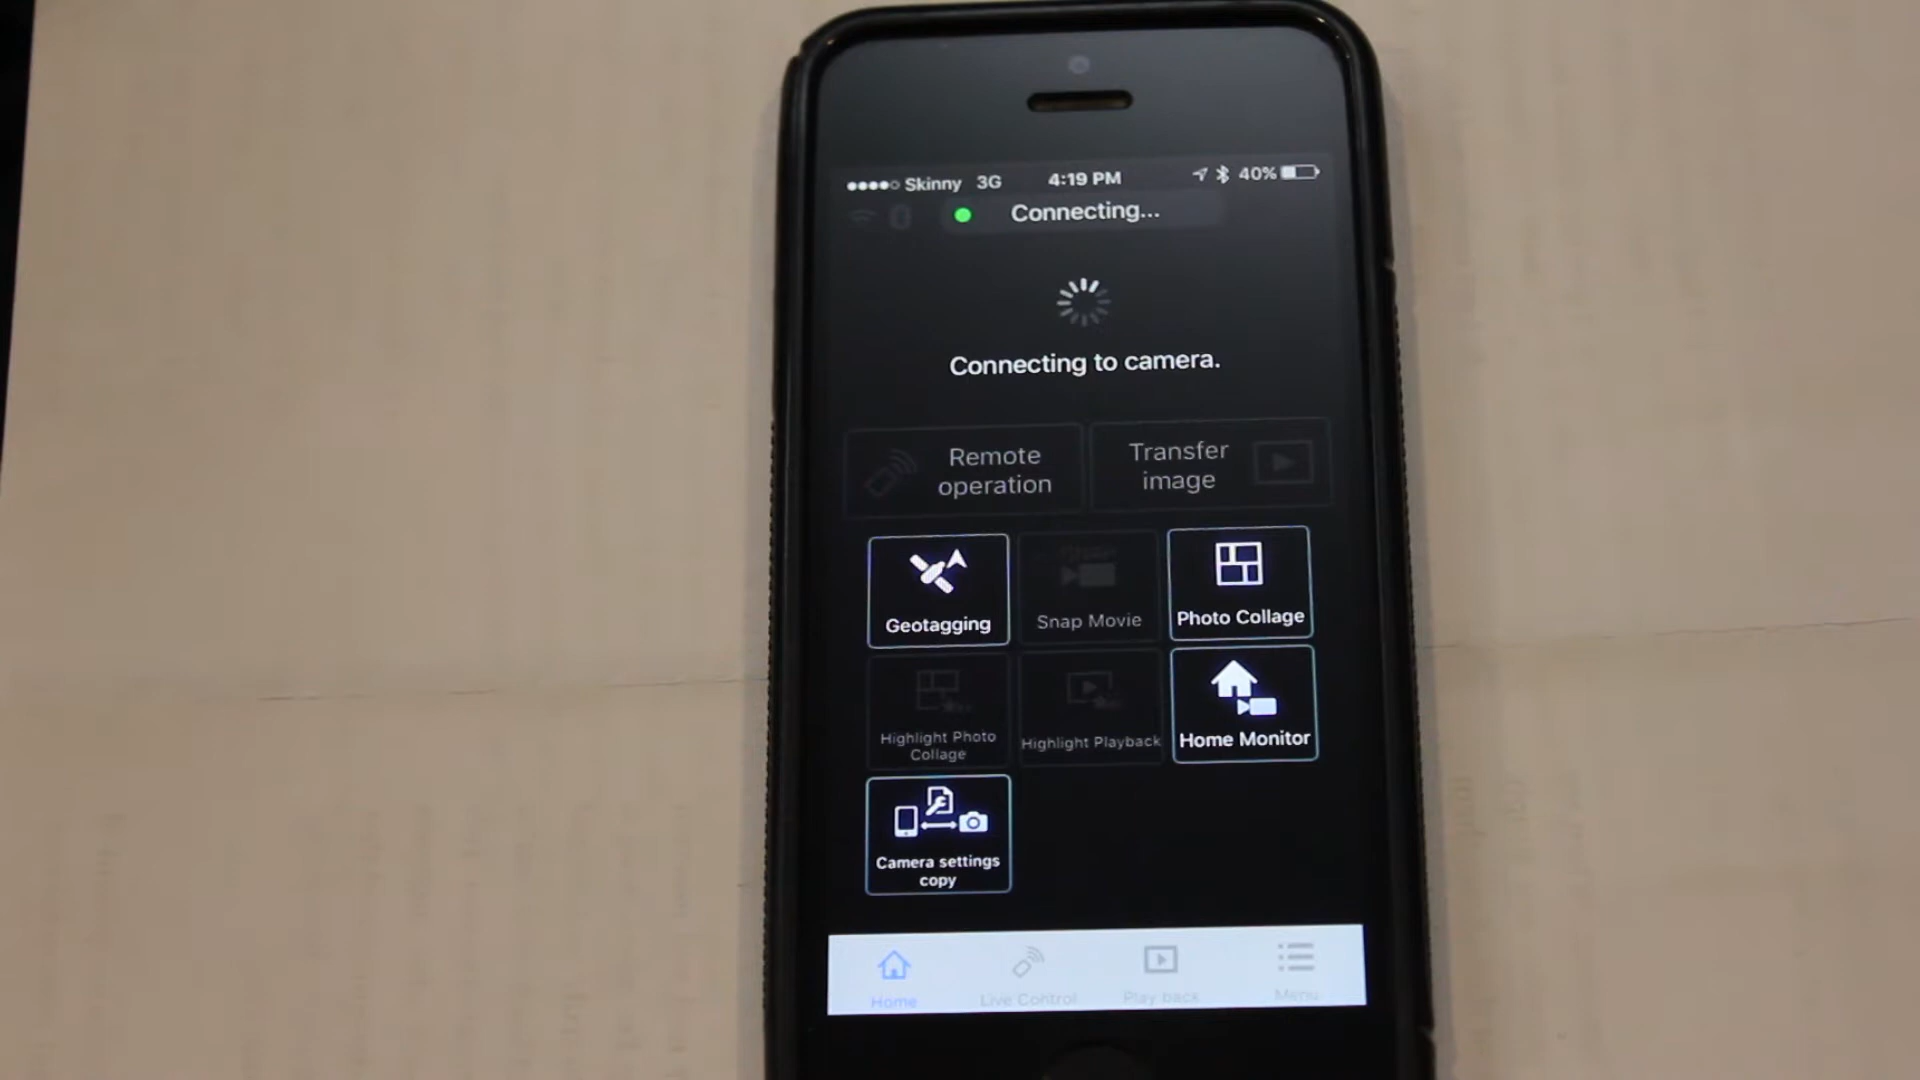 Skinny 3G 4:19 PM 40%
Connecting...
Connecting to camera.
Remote
operation
Transfer
image
Geotagging
Snap Movie
Photo Collage
Highlight Photo
Collage
Highlight Playback
Home Monitor
Camera settings
copy
Home
Live Control
Play back
Menu